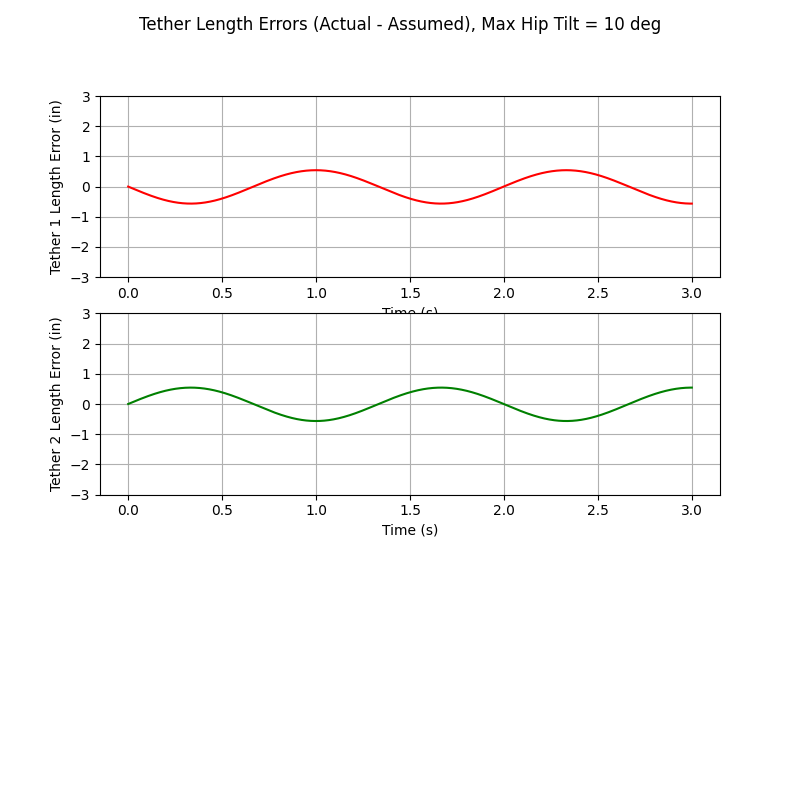 Tether Length Errors (Actual - Assumed), Max Hip Tilt = 10 deg
Tether 1 Length Error (in)
3
2
1
0
−1
−2
−3
0.0 0.5 1.0 1.5 2.0 2.5 3.0
Time (s)
Tether 2 Length Error (in)
3
2
1
0
−1
−2
−3
0.0 0.5 1.0 1.5 2.0 2.5 3.0
Time (s)